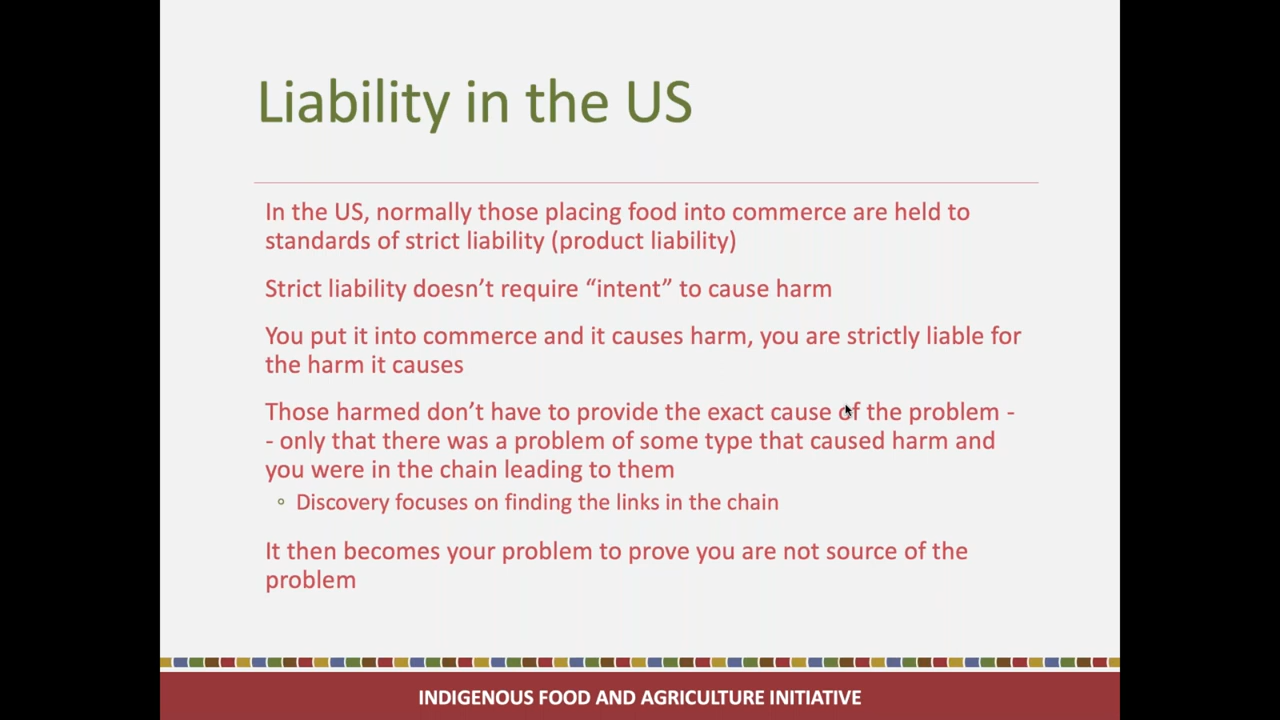 Liability in the US
In the US, normally those placing food into commerce are held to
standards of strict liability (product liability)
Strict liability doesn’t require “intent” to cause harm
You put it into commerce and it causes harm, you are strictly liable for
the harm it causes
Those harmed don’t have to provide the exact cause of the problem -
- only that there was a problem of some type that caused harm and
you were in the chain leading to them
Discovery focuses on finding the links in the chain
It then becomes your problem to prove you are not source of the
problem
INDIGENOUS FOOD AND AGRICULTURE INITIATIVE